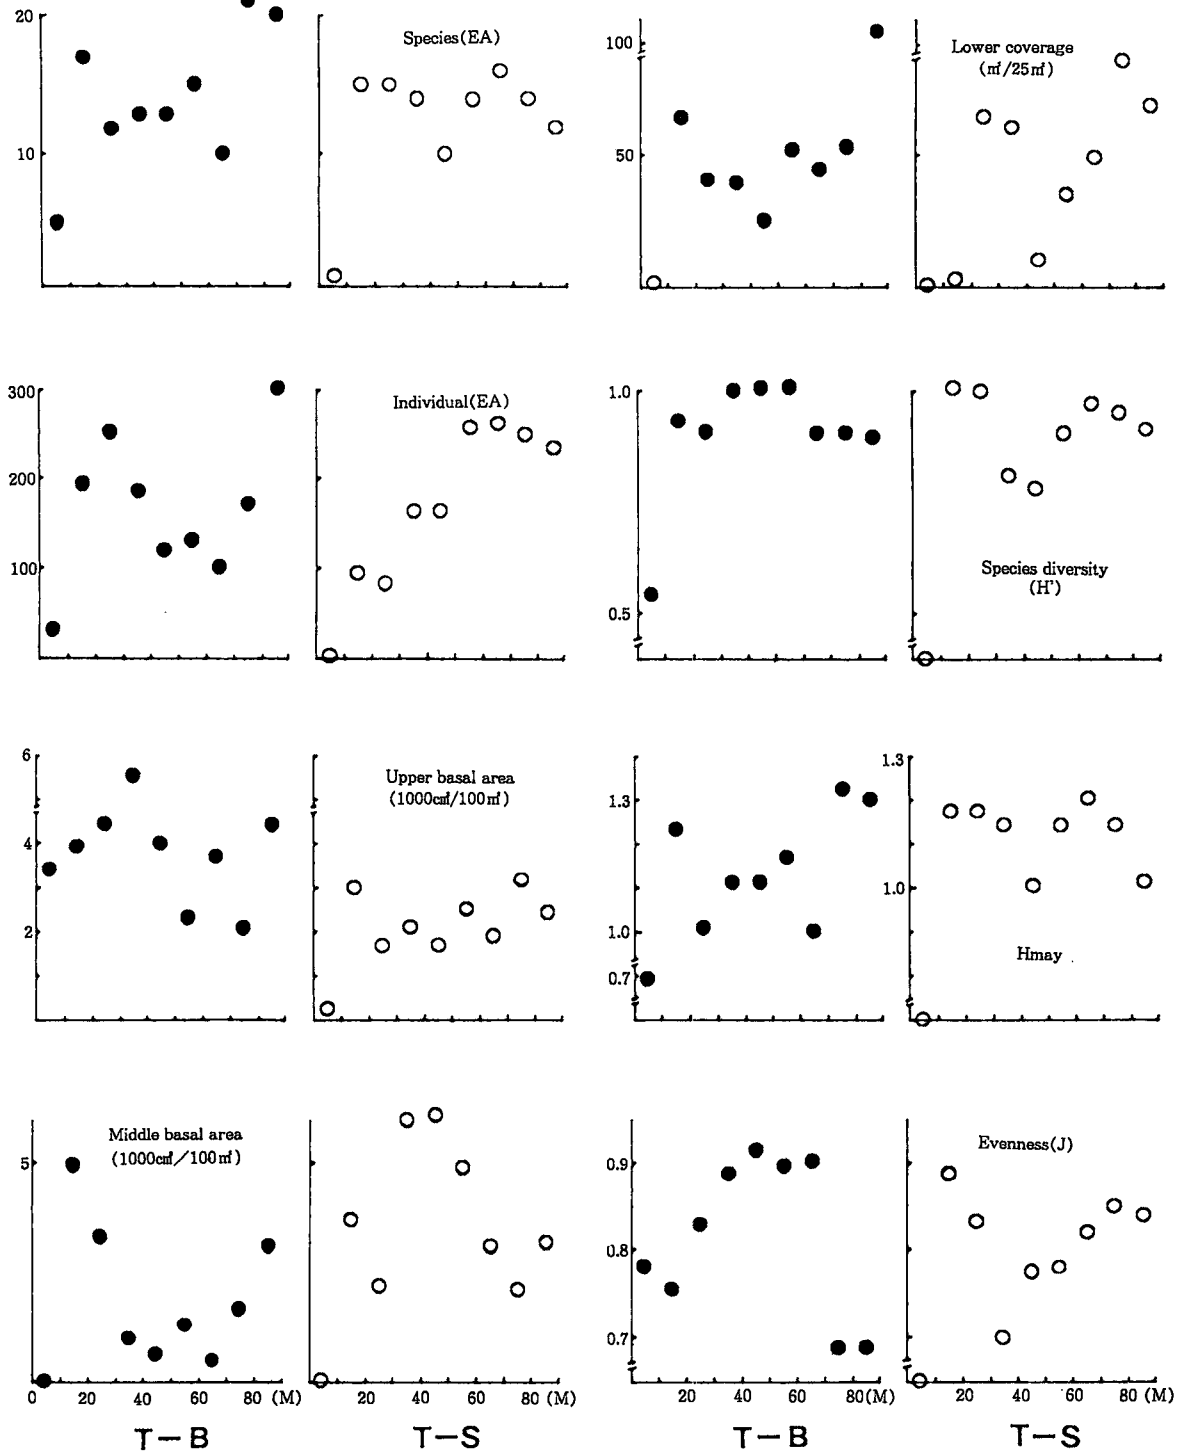 20
10
Species(EA)
100
50
Lower coverage
(㎡/25㎡)
300
200
100
Individual(EA)
1.0
0.5
Species diversity
(H')
6
4
2
Upper basal area
(1000㎠/100㎡)
1.3
1.0
0.7
1.3
1.0
Hmay
5
Middle basal area
(1000㎠/100㎡)
0.9
0.8
0.7
Evenness(J)
0 20 40 60 80 (M)
20 40 60 80 (M)
20 40 60 80(M)
20 40 60 80(M)
T-B T-S T-B T-S